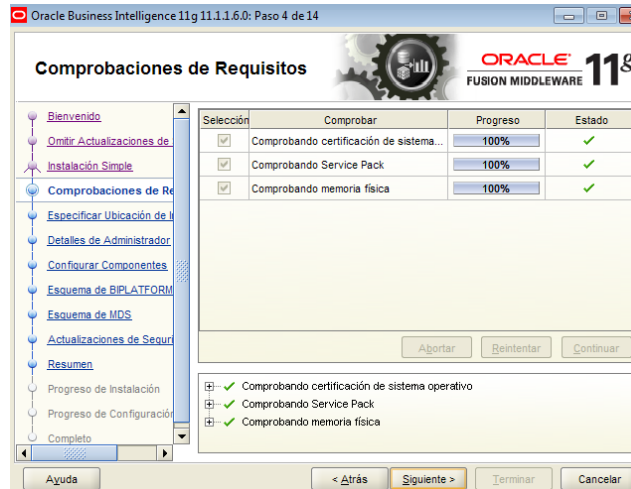 Oracle Business Intelligence 11g 11.1.1.6.0: Paso 4 de 14
Comprobaciones de Requisitos
ORACLE
FUSION MIDDLEWARE 11g
Bienvenido
Omitir Actualizaciones de
Instalación Simple
Comprobaciones de Re
Especificar Ubicación de I
Detalles de Administrador
Configurar Componentes
Esquema de BIPLATFORM
Esquema de MDS
Actualizaciones de Seguri
Resumen
Progreso de Instalación
Progreso de Configuración
Completo
Selección Comprobar Progreso Estado
Comprobando certificación de sistema... 100%
Comprobando Service Pack 100%
Comprobando memoria física 100%
Abortar Reintentar Continuar
Comprobando certificación de sistema operativo
Comprobando Service Pack
Comprobando memoria física
Ayuda < Atrás Siguiente > Terminar Cancelar